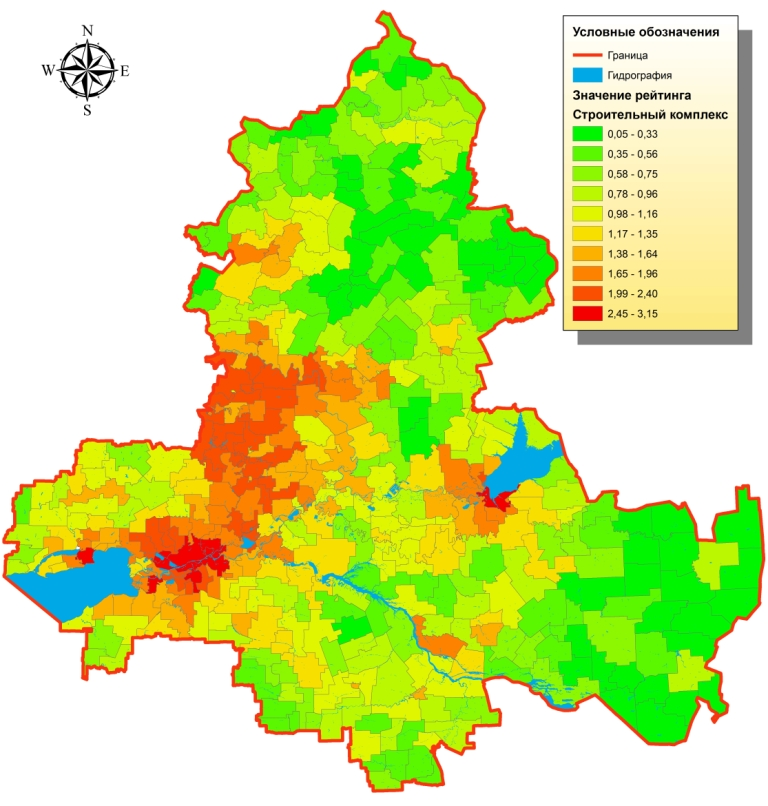 N
W E
S
Условные обозначения
Граница
Гидрография
Значение рейтинга
Строительный комплекс
0,05 - 0,33
0,35 - 0,56
0,58 - 0,75
0,78 - 0,96
0,98 - 1,16
1,17 - 1,35
1,38 - 1,64
1,65 - 1,96
1,99 - 2,40
2,45 - 3,15